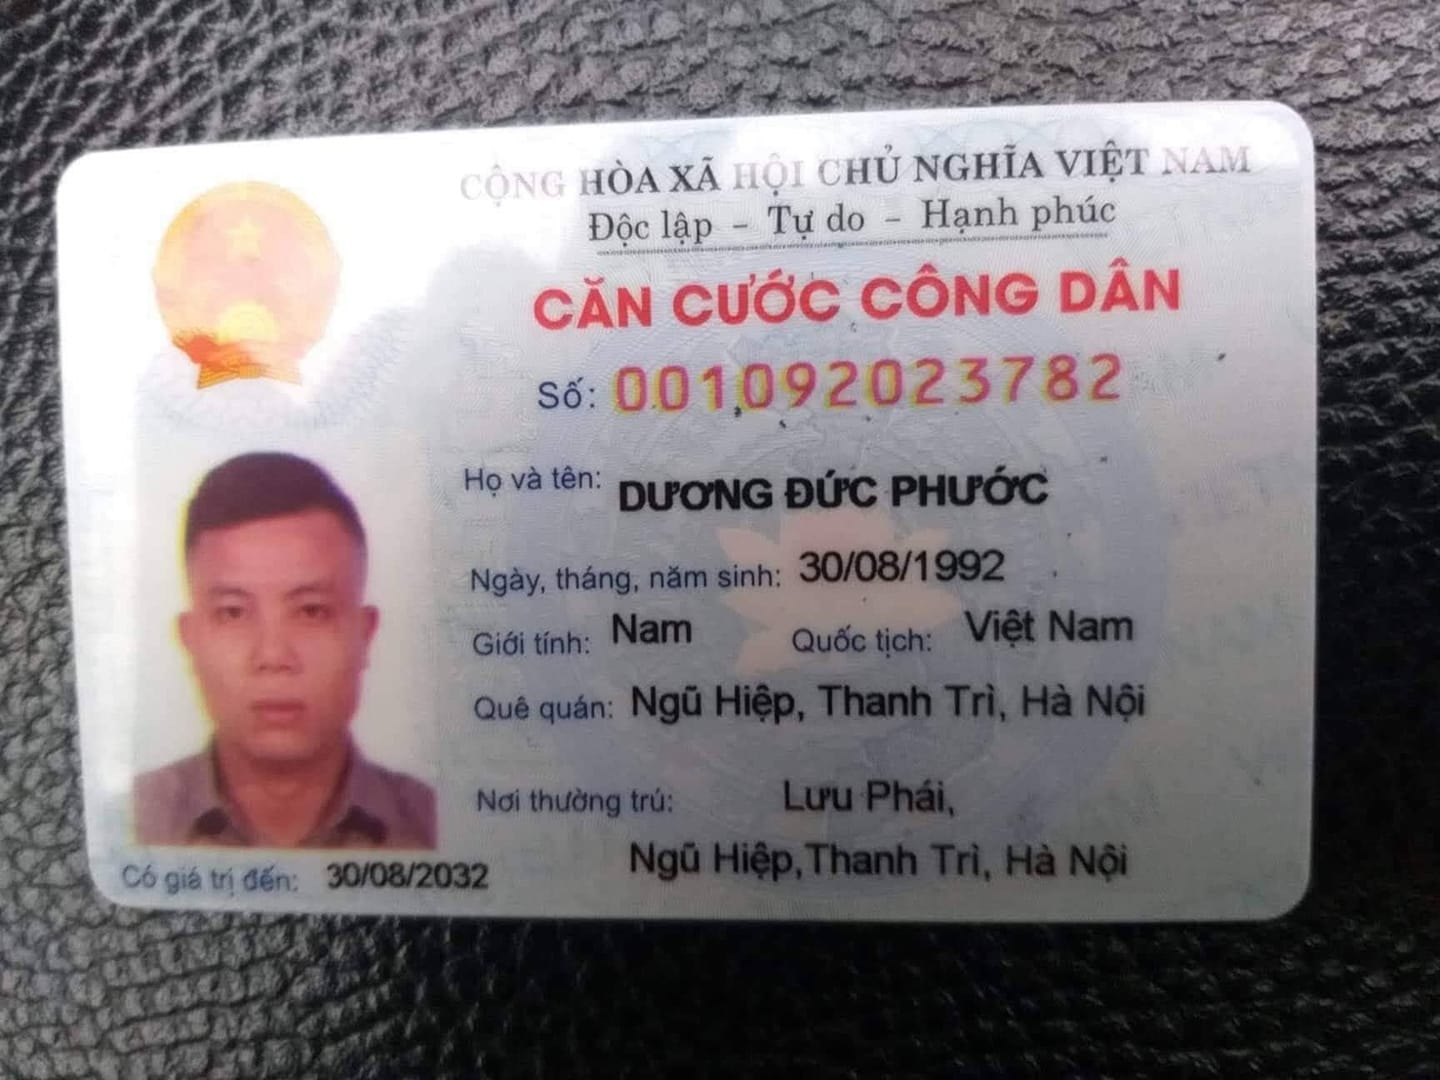 CỘNG HÒA XÃ HỘI CHỦ NGHĨA VIỆT NAM
Độc lập - Tự do - Hạnh phúc
CĂN CƯỚC CÔNG DÂN
Số: 001092023782
Họ và tên: DƯƠNG ĐỨC PHƯỚC
Ngày, tháng, năm sinh: 30/08/1992
Giới tính: Nam Quốc tịch: Việt Nam
Quê quán: Ngũ Hiệp, Thanh Trì, Hà Nội
Nơi thường trú: Lưu Phái,
Ngũ Hiệp,Thanh Trì, Hà Nội
Có giá trị đến: 30/08/2032